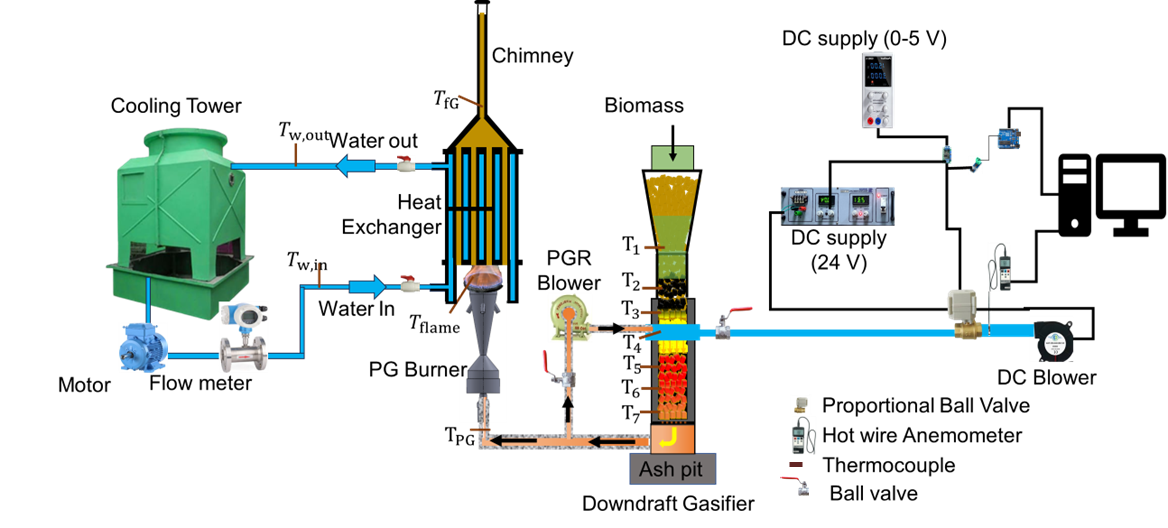 DC supply (0-5 V)
Chimney
T_fG
Cooling Tower
Biomass
T_w,out
Water out
Heat
Exchanger
DC supply
(24 V)
T_1
PGR
Blower
T_w,in
T_2
Water In
T_3
T_flame
T_4
PG Burner
T_5
DC Blower
Motor
Flow meter
T_6
Proportional Ball Valve
T_7
T_PG
Hot wire Anemometer
Ash pit
Thermocouple
Ball valve
Downdraft Gasifier